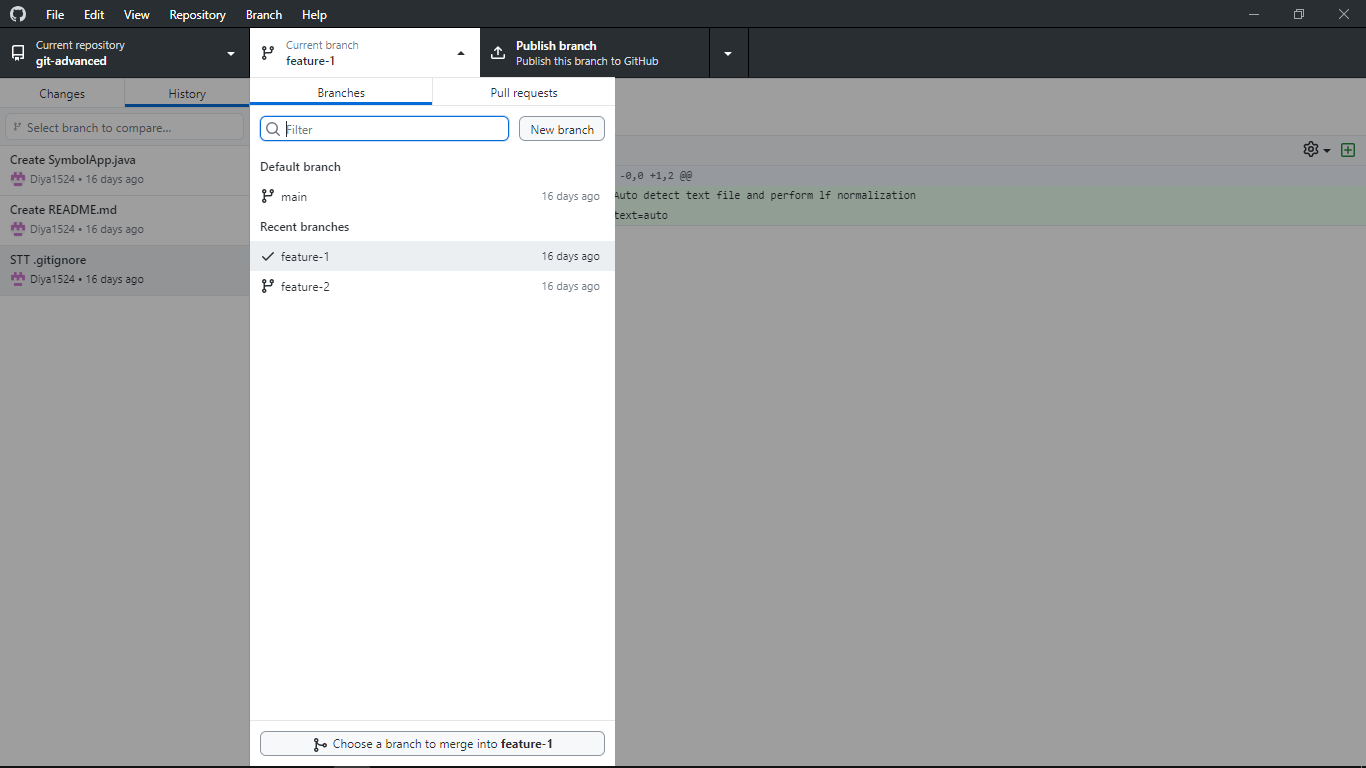 File Edit View Repository Branch Help
Current repository
git-advanced
Current branch
feature-1
Publish branch
Publish this branch to GitHub
Changes History
Branches Pull requests
Select branch to compare...
Filter
New branch
Create SymbolApp.java
Diya1524 • 16 days ago
Create README.md
Diya1524 • 16 days ago
STT .gitignore
Diya1524 • 16 days ago
Default branch
main 16 days ago
Recent branches
feature-1 16 days ago
feature-2 16 days ago
-0,0 +1,2 @@
Auto detect text file and perform lf normalization
text=auto
Choose a branch to merge into feature-1